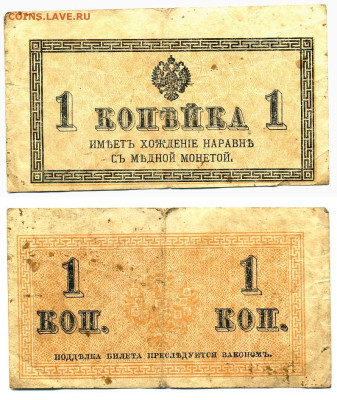 COINS.LAVE.RU
1 КОПѢЙКА 1
ИМѢЕТЪ ХОЖДЕНІЕ НАРАВНѢ
СЪ МѢДНОЙ МОНЕТОЙ.
1 1
КОП. КОП.
ПОДДѢЛКА БИЛЕТА ПРЕСЛѢДУЕТСЯ ЗАКОНОМЪ.